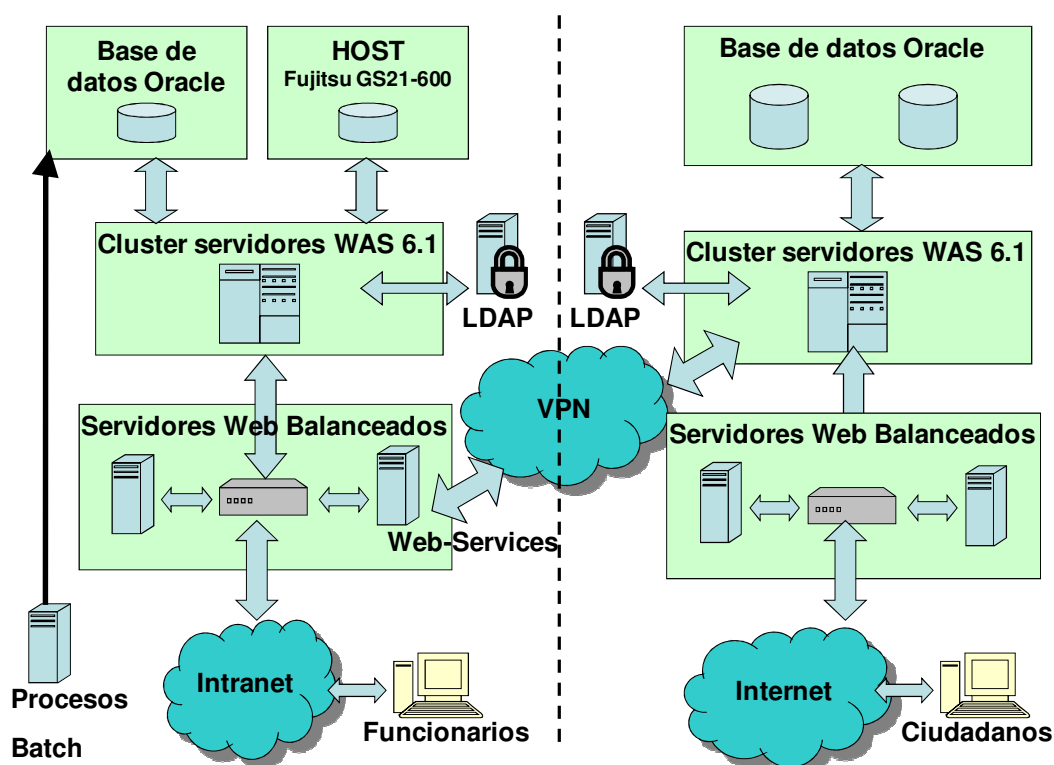 Base de
datos Oracle
HOST
Fujitsu GS21-600
Base de datos Oracle
Cluster servidores WAS 6.1
LDAP
LDAP
Cluster servidores WAS 6.1
VPN
Servidores Web Balanceados
Web-Services
Servidores Web Balanceados
Procesos
Batch
Intranet
Funcionarios
Internet
Ciudadanos